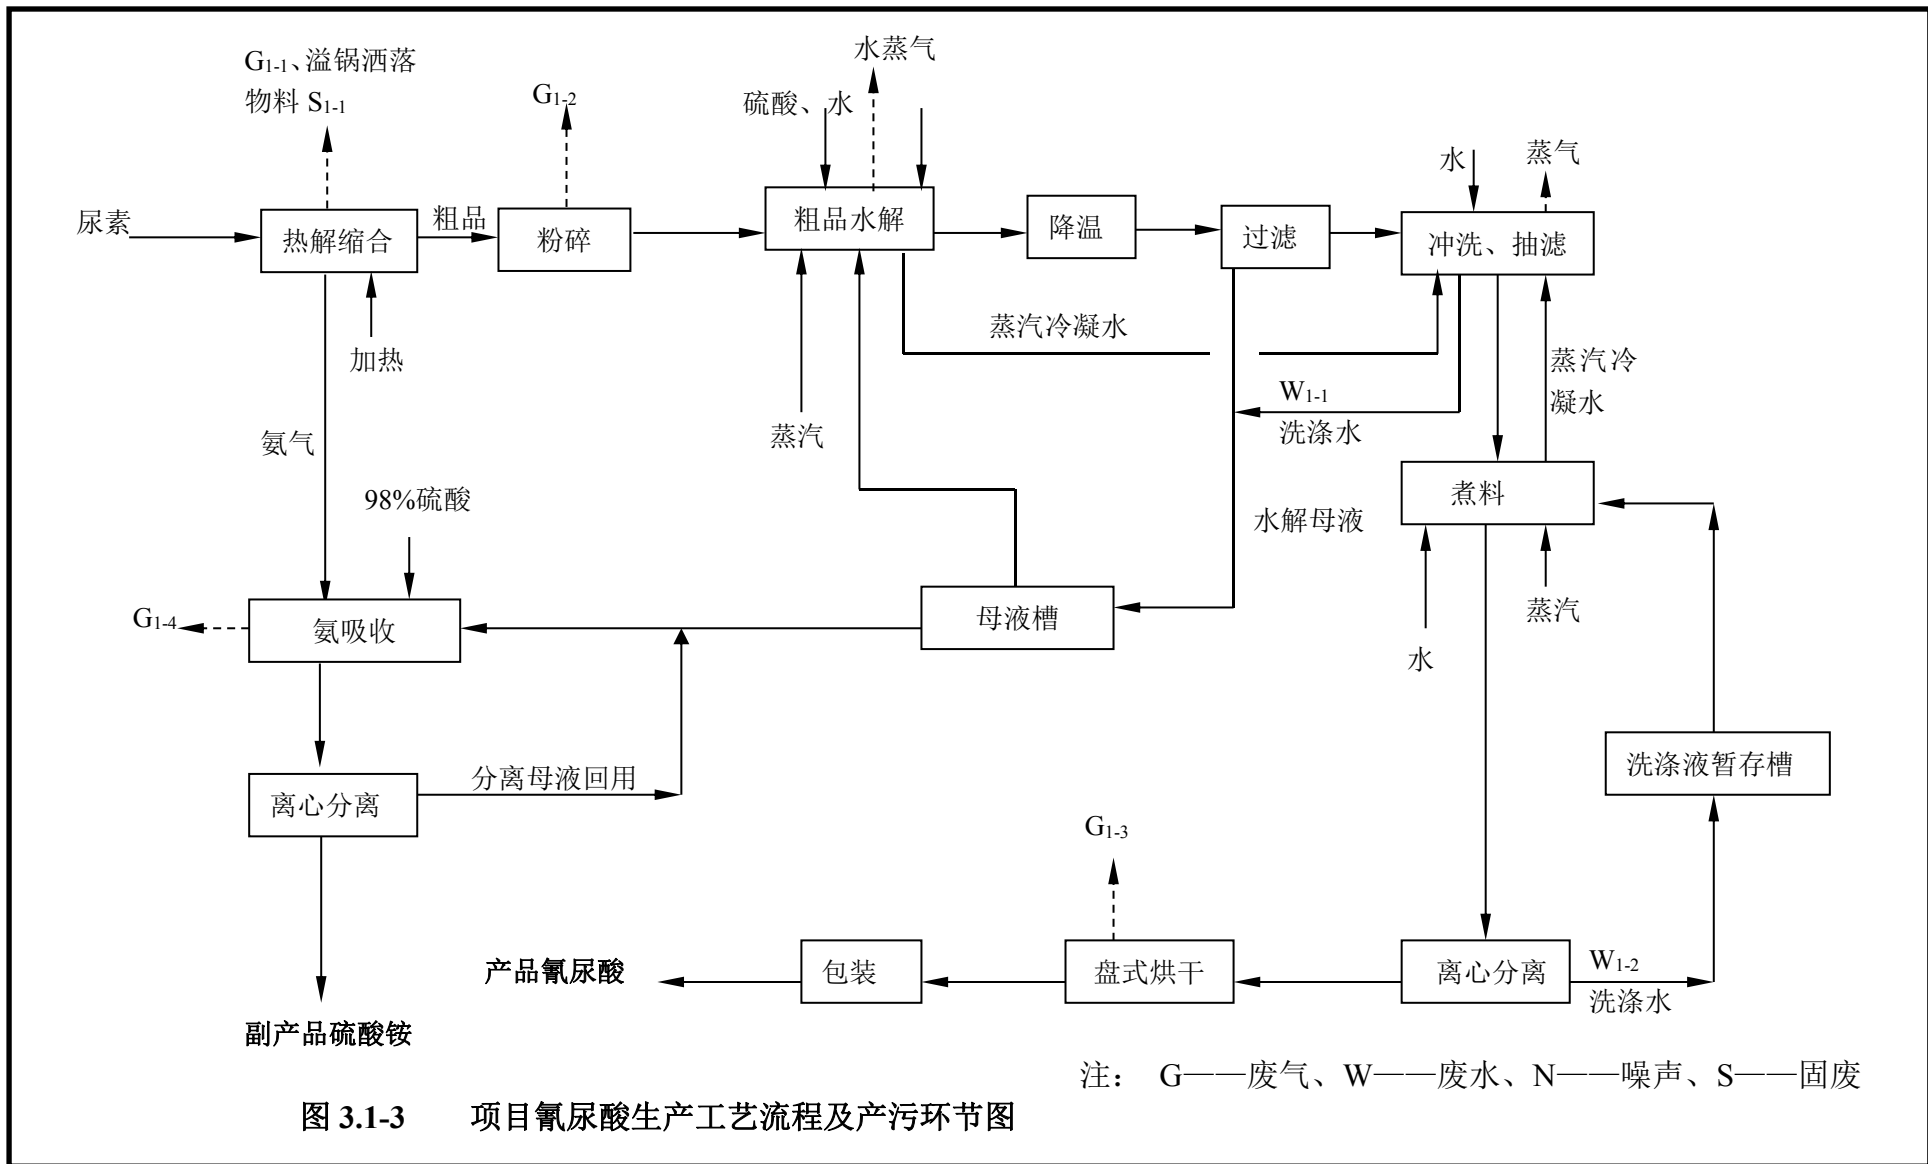 G1-1、溢锅洒落
物料 S1-1
G1-2
水蒸气
硫酸、水
水
蒸气
尿素
热解缩合
粗品
粉碎
粗品水解
降温
过滤
冲洗、抽滤
加热
蒸汽冷凝水
蒸汽冷
凝水
W1-1
洗涤水
氨气
蒸汽
98%硫酸
煮料
水解母液
G1-4
氨吸收
母液槽
蒸汽
水
分离母液回用
离心分离
洗涤液暂存槽
G1-3
产品氰尿酸
包装
盘式烘干
离心分离
W1-2
洗涤水
副产品硫酸铵
注： G——废气、W——废水、N——噪声、S——固废
图 3.1-3 项目氰尿酸生产工艺流程及产污环节图